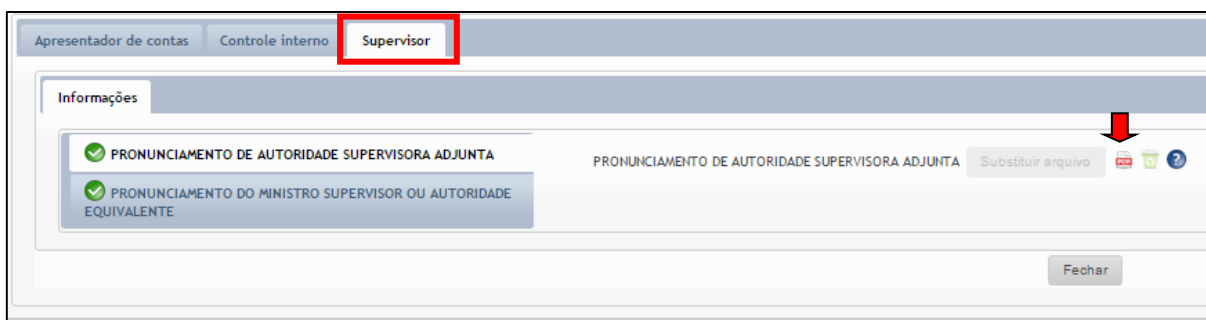 Apresentador de contas Controle interno Supervisor
Informações
PRONUNCIAMENTO DE AUTORIDADE SUPERVISORA ADJUNTA
PRONUNCIAMENTO DE AUTORIDADE SUPERVISORA ADJUNTA Substituir arquivo PDF ?
PRONUNCIAMENTO DO MINISTRO SUPERVISOR OU AUTORIDADE
EQUIVALENTE
Fechar